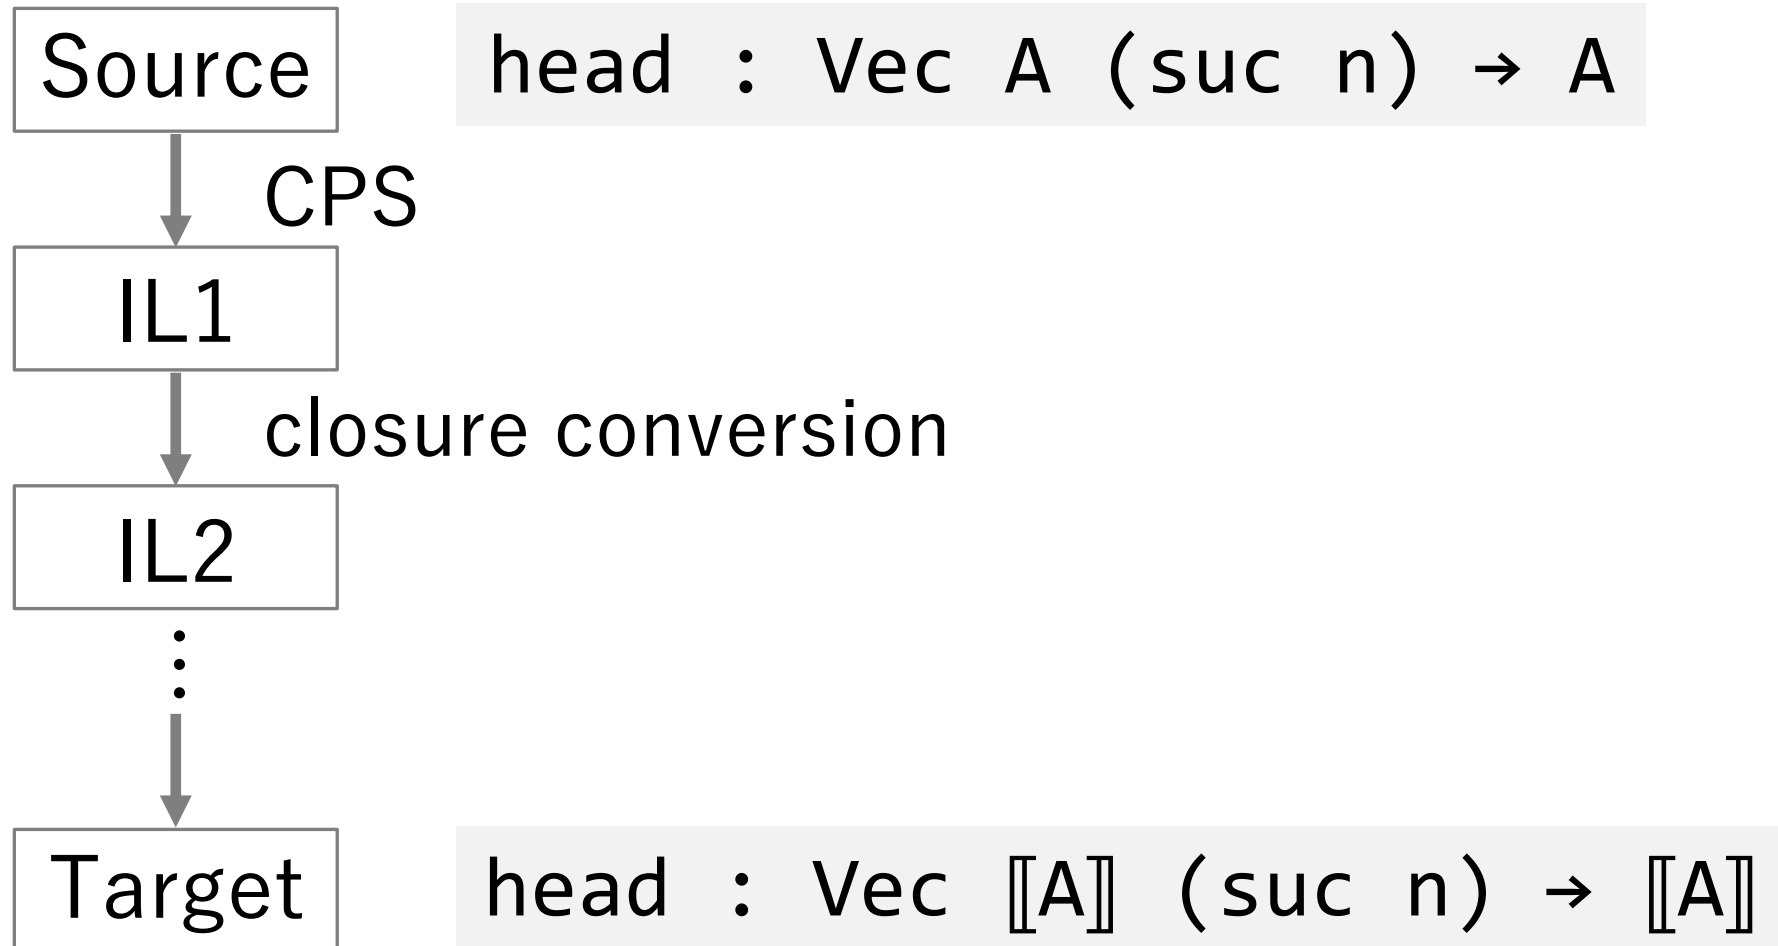 Source
head : Vec A (suc n) → A
CPS
IL1
closure conversion
IL2
⋮
Target
head : Vec ⟦A⟧ (suc n) → ⟦A⟧